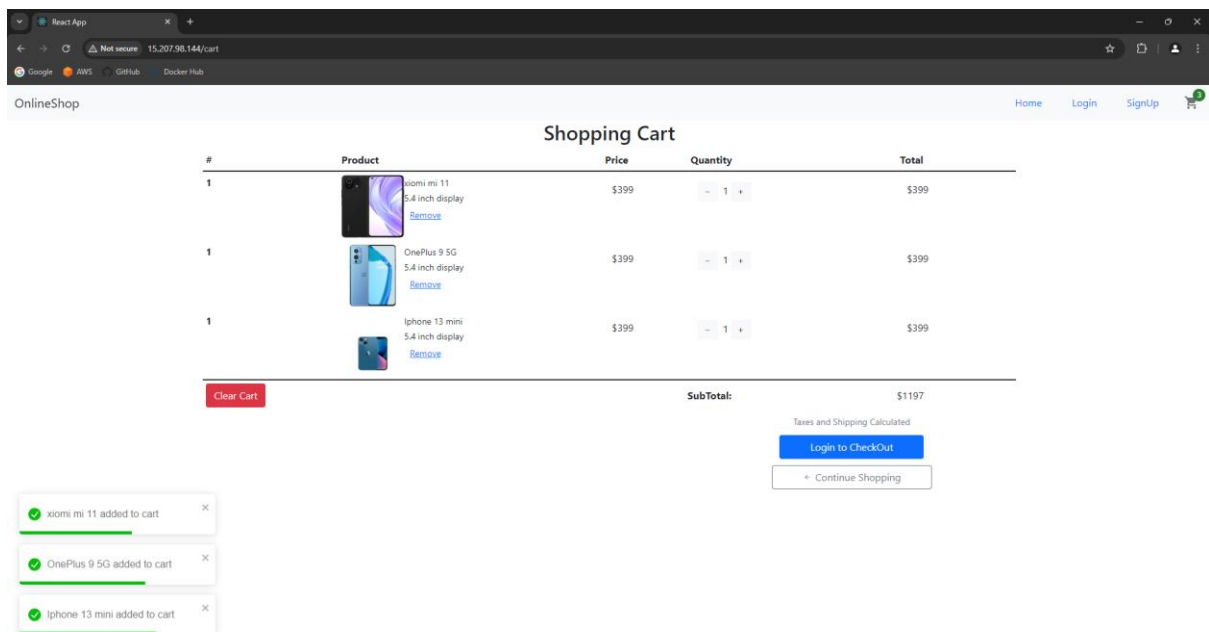 React App
Not secure 15.207.98.144/cart
Google AWS GitHub Docker Hub
OnlineShop Home Login SignUp 3
Shopping Cart
# Product Price Quantity Total
1 xiomi mi 11 $399 - 1 + $399
5.4 inch display
Remove
1 OnePlus 9 5G $399 - 1 + $399
5.4 inch display
Remove
1 Iphone 13 mini $399 - 1 + $399
5.4 inch display
Remove
Clear Cart SubTotal: $1197
Taxes and Shipping Calculated
Login to CheckOut
← Continue Shopping
xiomi mi 11 added to cart
OnePlus 9 5G added to cart
Iphone 13 mini added to cart